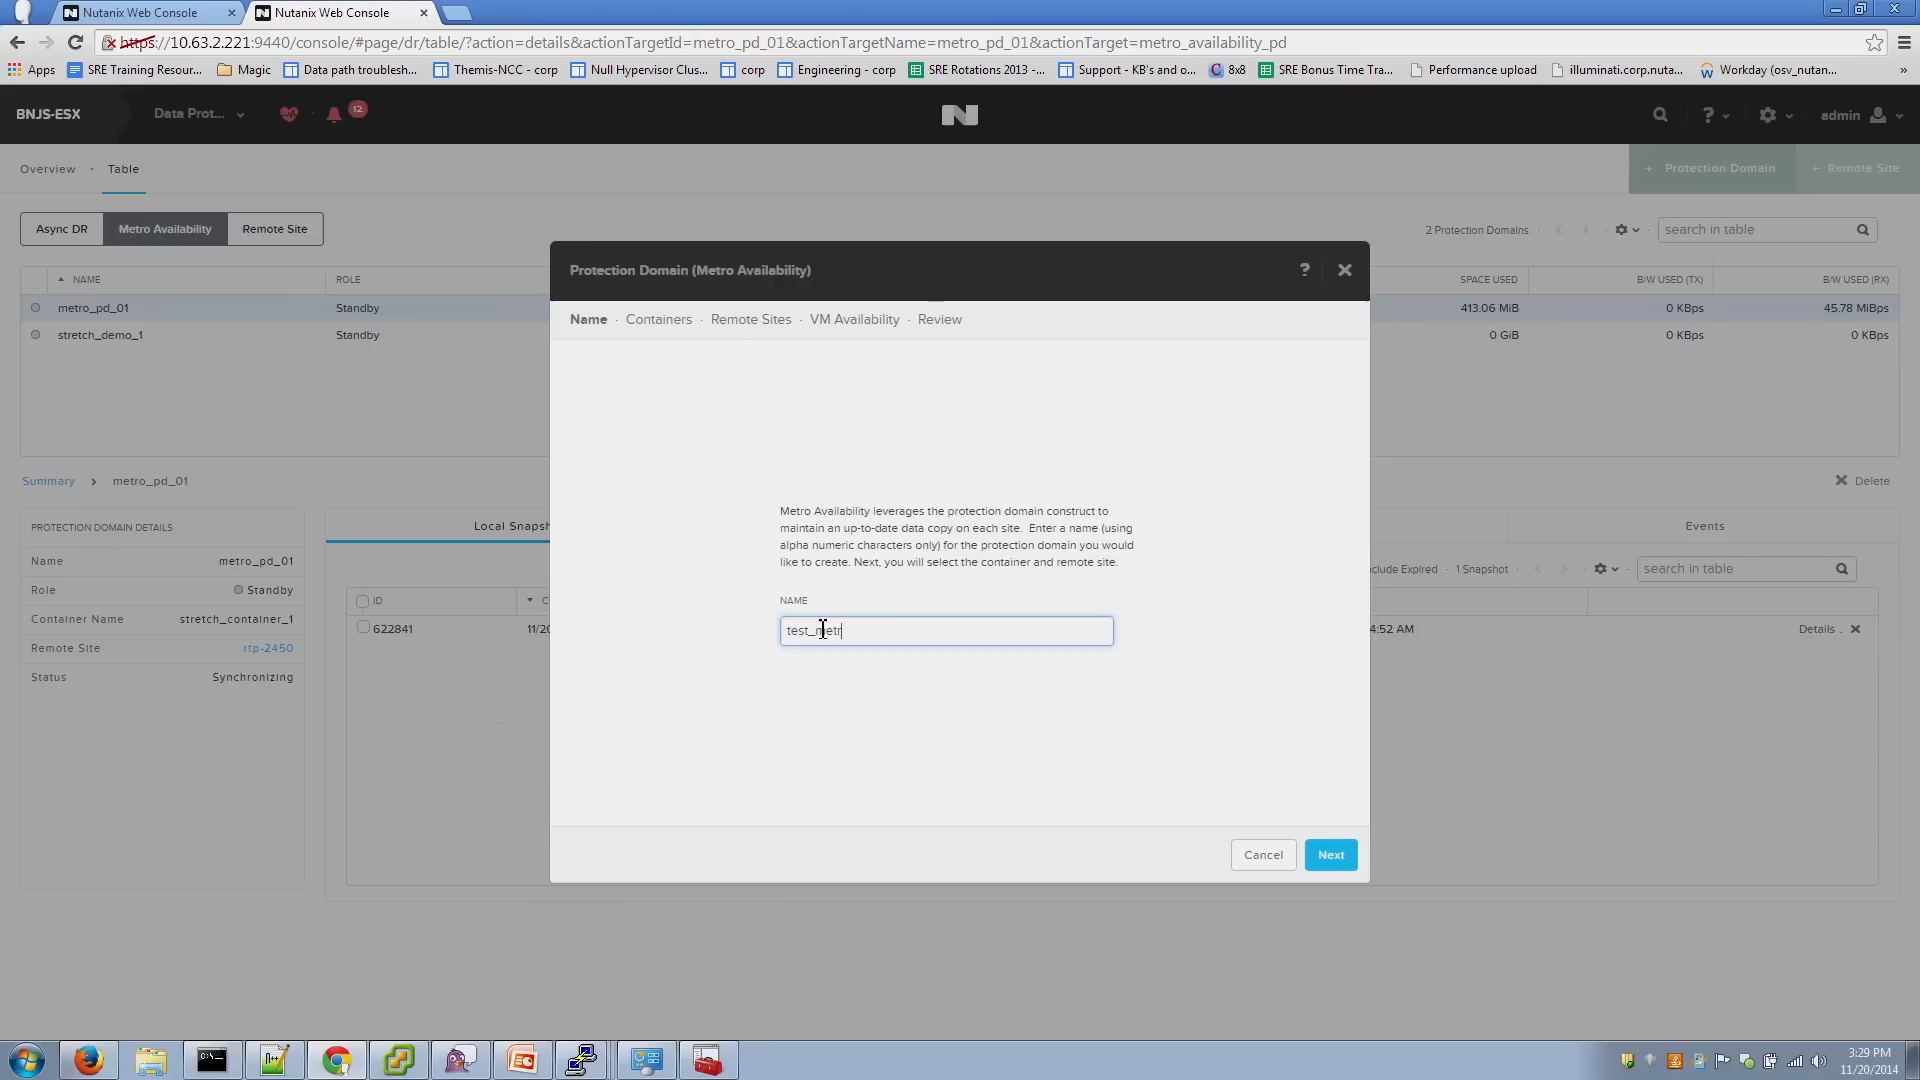 Nutanix Web Console ×
Nutanix Web Console ×
https://10.63.2.221:9440/console/#page/dr/table/?action=details&actionTargetId=metro_pd_01&actionTargetName=metro_pd_01&actionTarget=metro_availability_pd
Apps SRE Training Resour... Magic Data path troublesh... Themis-NCC - corp Null Hypervisor Clus... corp Engineering - corp SRE Rotations 2013 -... Support - KB's and o... 8x8 SRE Bonus Time Tra... Performance upload illuminati.corp.nuta... Workday (osv_nutan... »
BNJS-ESX Data Prot... 12 ? admin
Overview · Table + Protection Domain + Remote Site
Async DR Metro Availability Remote Site 2 Protection Domains · search in table
NAME ROLE SPACE USED B/W USED (TX) B/W USED (RX)
metro_pd_01 Standby 413.06 MiB 0 KBps 45.78 MiBps
stretch_demo_1 Standby 0 GiB 0 KBps 0 KBps
Protection Domain (Metro Availability) ?
Name · Containers · Remote Sites · VM Availability · Review
Metro Availability leverages the protection domain construct to
maintain an up-to-date data copy on each site. Enter a name (using
alpha numeric characters only) for the protection domain you would
like to create. Next, you will select the container and remote site.
NAME
test_metr
Cancel Next
Summary > metro_pd_01 Delete
PROTECTION DOMAIN DETAILS
Name metro_pd_01
Role Standby
Container Name stretch_container_1
Remote Site rtp-2450
Status Synchronizing
Local Snapsh Events
clude Expired · 1 Snapshot · search in table
ID C
622841 11/20 4:52 AM Details .
3:29 PM
11/20/2014